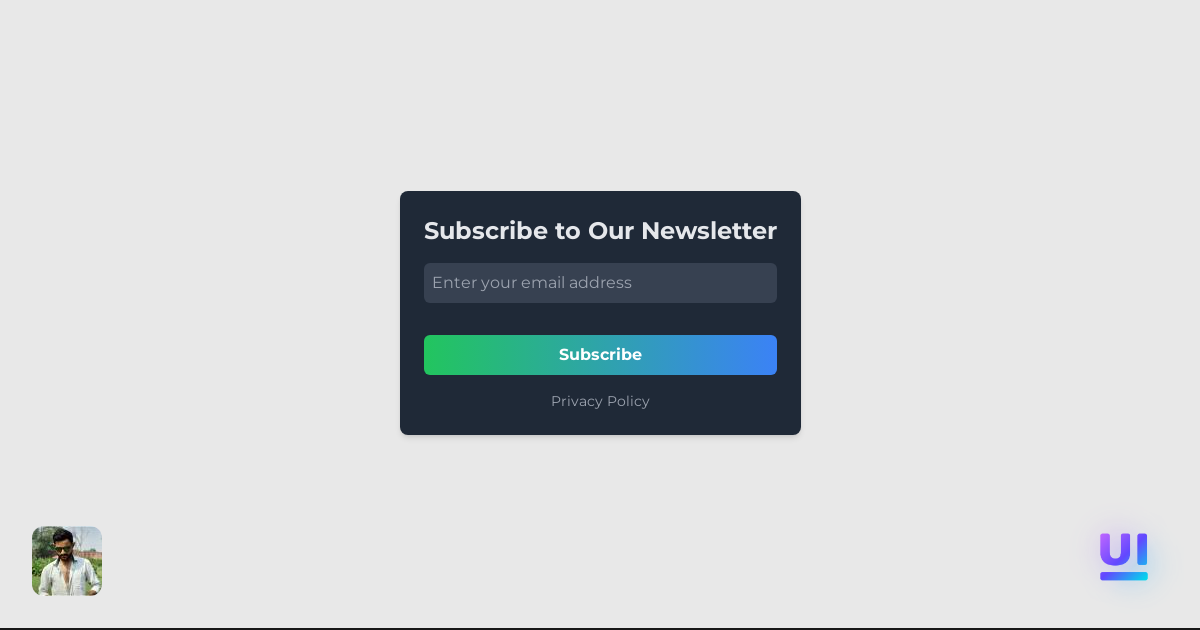 Subscribe to Our Newsletter
Enter your email address
Subscribe
Privacy Policy
UI